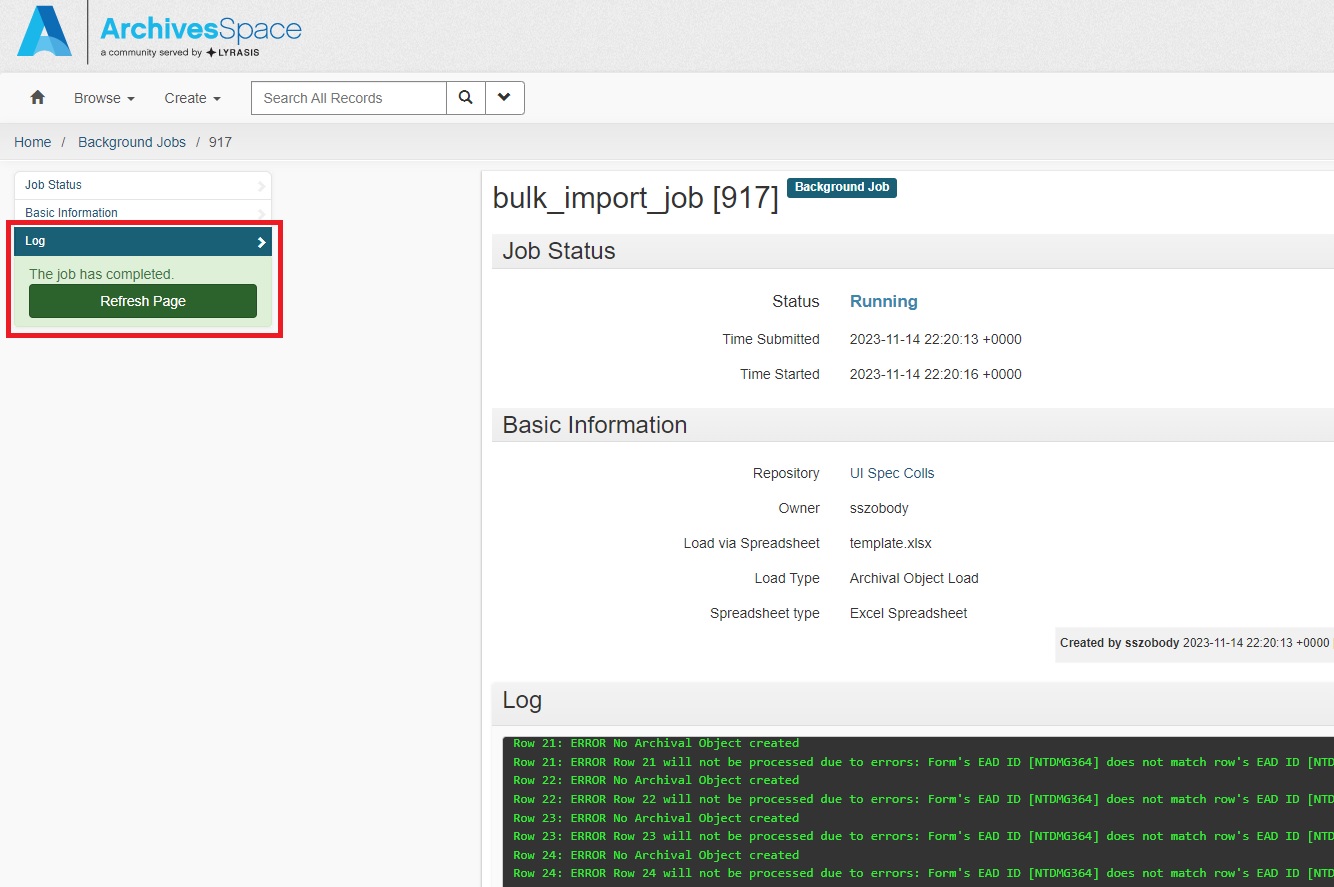 ArchivesSpace
a community served by LYRASIS
Browse
Create
Search All Records
Home / Background Jobs / 917
Job Status
Basic Information
Log
The job has completed.
Refresh Page
bulk_import_job [917] Background Job
Job Status
Status Running
Time Submitted 2023-11-14 22:20:13 +0000
Time Started 2023-11-14 22:20:16 +0000
Basic Information
Repository UI Spec Colls
Owner sszobody
Load via Spreadsheet template.xlsx
Load Type Archival Object Load
Spreadsheet type Excel Spreadsheet
Created by sszobody 2023-11-14 22:20:13 +0000 |
Log
Row 21: ERROR No Archival Object created
Row 21: ERROR Row 21 will not be processed due to errors: Form's EAD ID [NTDMG364] does not match row's EAD ID [NTD
Row 22: ERROR No Archival Object created
Row 22: ERROR Row 22 will not be processed due to errors: Form's EAD ID [NTDMG364] does not match row's EAD ID [NTD
Row 23: ERROR No Archival Object created
Row 23: ERROR Row 23 will not be processed due to errors: Form's EAD ID [NTDMG364] does not match row's EAD ID [NTD
Row 24: ERROR No Archival Object created
Row 24: ERROR Row 24 will not be processed due to errors: Form's EAD ID [NTDMG364] does not match row's EAD ID [NTD